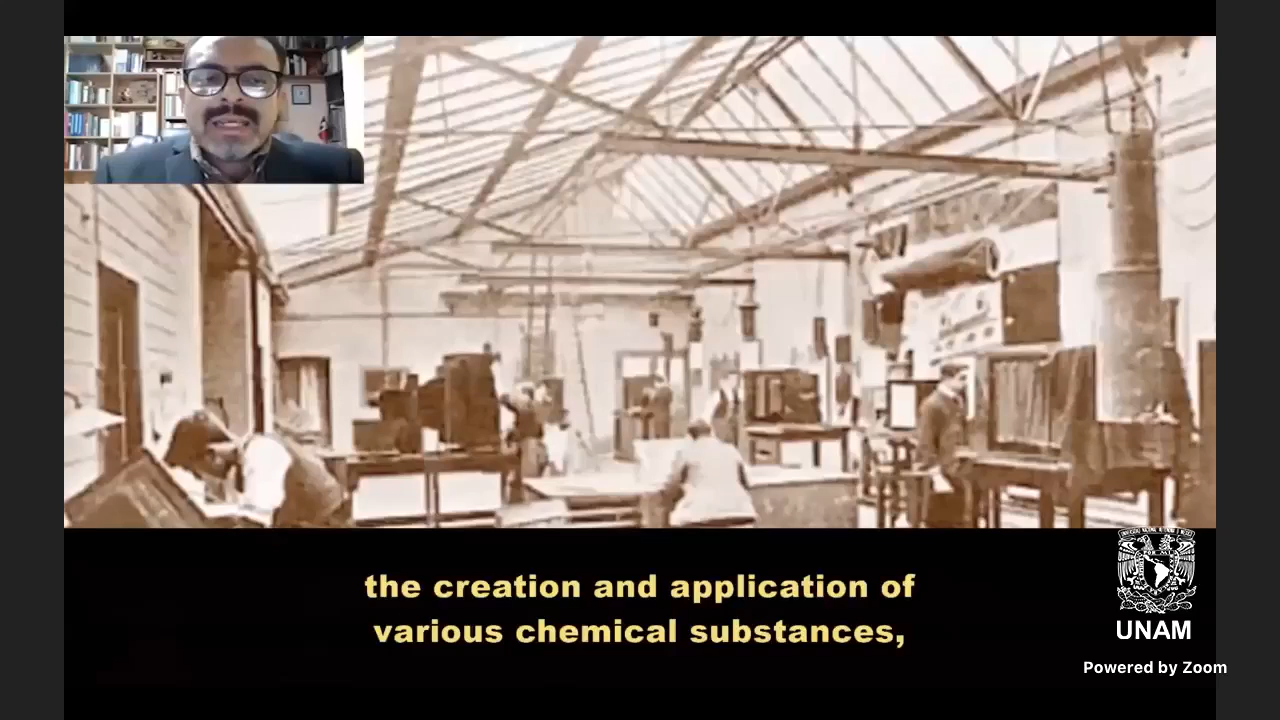 the creation and application of
various chemical substances,
UNAM
Powered by Zoom